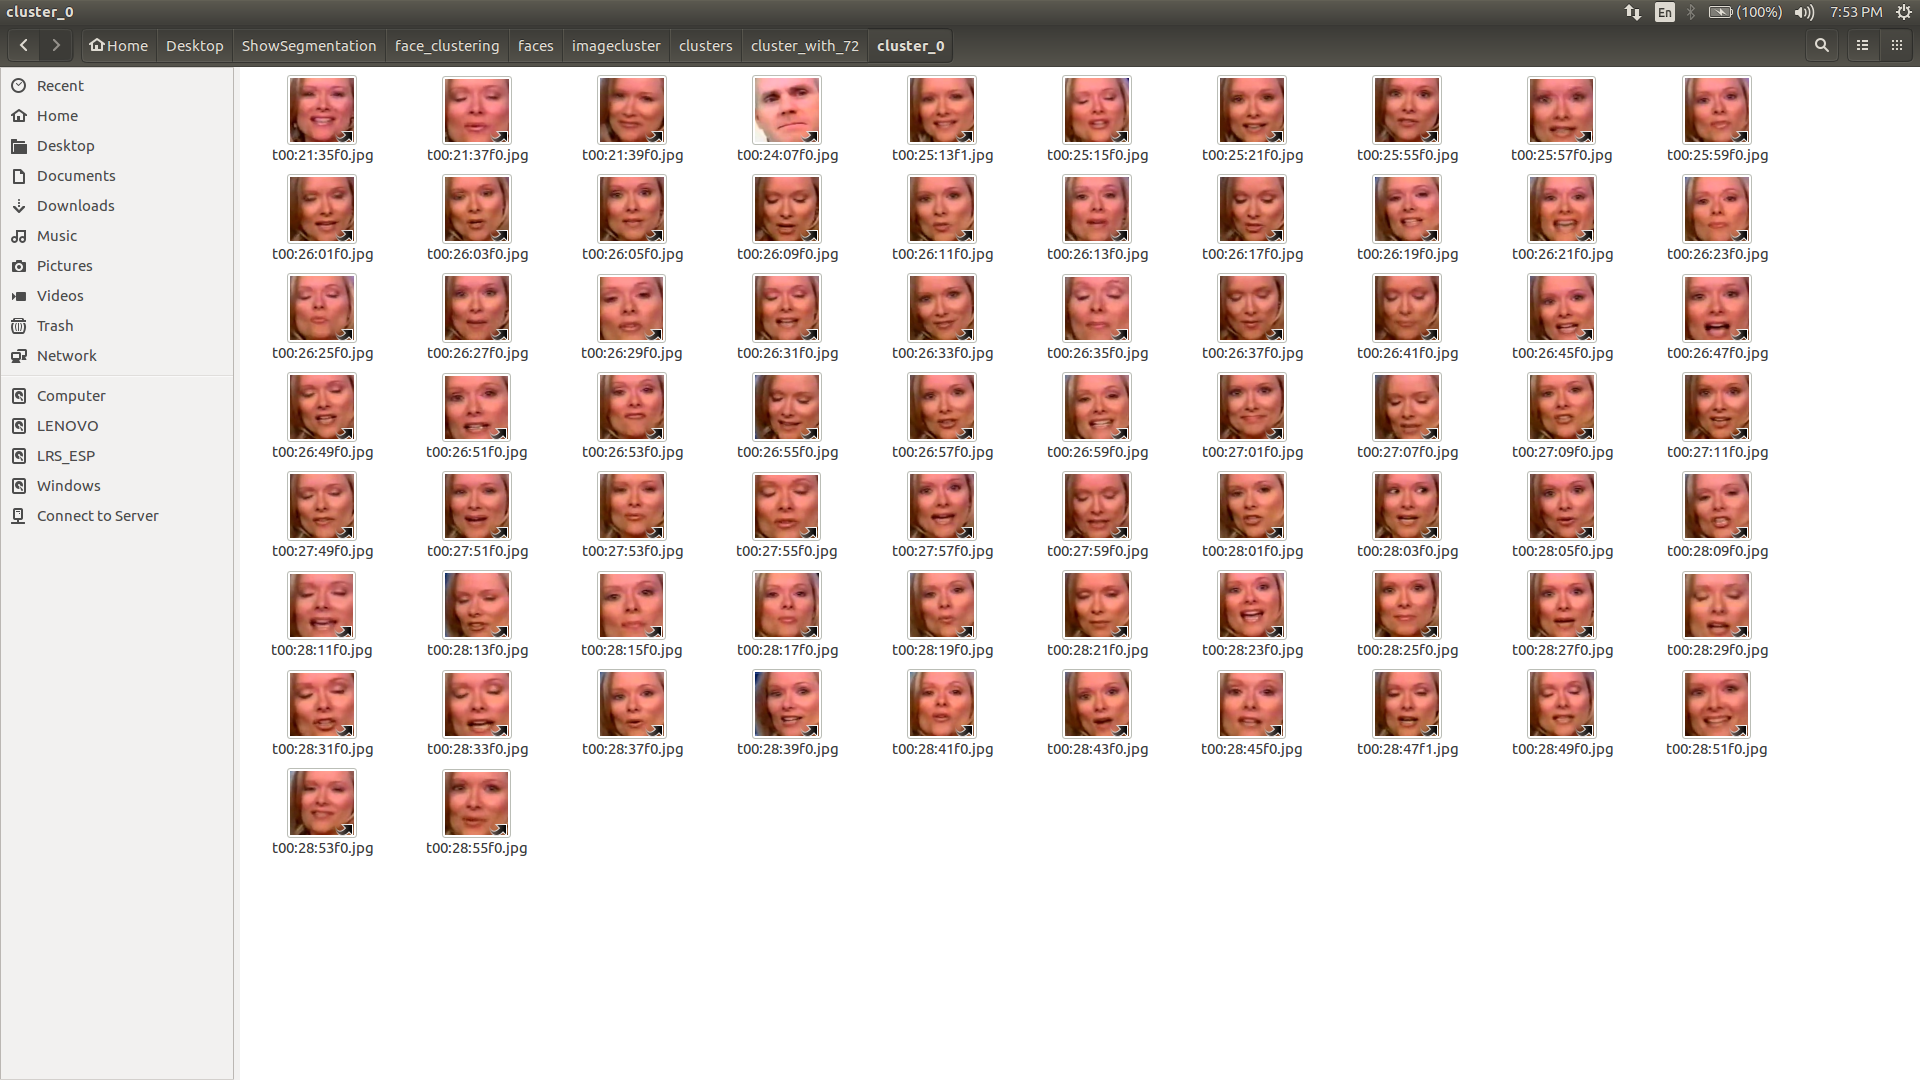 cluster_0
En (100%) 7:53 PM
Home Desktop ShowSegmentation face_clustering faces imagecluster clusters cluster_with_72 cluster_0
Recent
Home
Desktop
Documents
Downloads
Music
Pictures
Videos
Trash
Network
Computer
LENOVO
LRS_ESP
Windows
Connect to Server
t00:21:35f0.jpg t00:21:37f0.jpg t00:21:39f0.jpg t00:24:07f0.jpg t00:25:13f1.jpg t00:25:15f0.jpg t00:25:21f0.jpg t00:25:55f0.jpg t00:25:57f0.jpg t00:25:59f0.jpg
t00:26:01f0.jpg t00:26:03f0.jpg t00:26:05f0.jpg t00:26:09f0.jpg t00:26:11f0.jpg t00:26:13f0.jpg t00:26:17f0.jpg t00:26:19f0.jpg t00:26:21f0.jpg t00:26:23f0.jpg
t00:26:25f0.jpg t00:26:27f0.jpg t00:26:29f0.jpg t00:26:31f0.jpg t00:26:33f0.jpg t00:26:35f0.jpg t00:26:37f0.jpg t00:26:41f0.jpg t00:26:45f0.jpg t00:26:47f0.jpg
t00:26:49f0.jpg t00:26:51f0.jpg t00:26:53f0.jpg t00:26:55f0.jpg t00:26:57f0.jpg t00:26:59f0.jpg t00:27:01f0.jpg t00:27:07f0.jpg t00:27:09f0.jpg t00:27:11f0.jpg
t00:27:49f0.jpg t00:27:51f0.jpg t00:27:53f0.jpg t00:27:55f0.jpg t00:27:57f0.jpg t00:27:59f0.jpg t00:28:01f0.jpg t00:28:03f0.jpg t00:28:05f0.jpg t00:28:09f0.jpg
t00:28:11f0.jpg t00:28:13f0.jpg t00:28:15f0.jpg t00:28:17f0.jpg t00:28:19f0.jpg t00:28:21f0.jpg t00:28:23f0.jpg t00:28:25f0.jpg t00:28:27f0.jpg t00:28:29f0.jpg
t00:28:31f0.jpg t00:28:33f0.jpg t00:28:37f0.jpg t00:28:39f0.jpg t00:28:41f0.jpg t00:28:43f0.jpg t00:28:45f0.jpg t00:28:47f1.jpg t00:28:49f0.jpg t00:28:51f0.jpg
t00:28:53f0.jpg t00:28:55f0.jpg